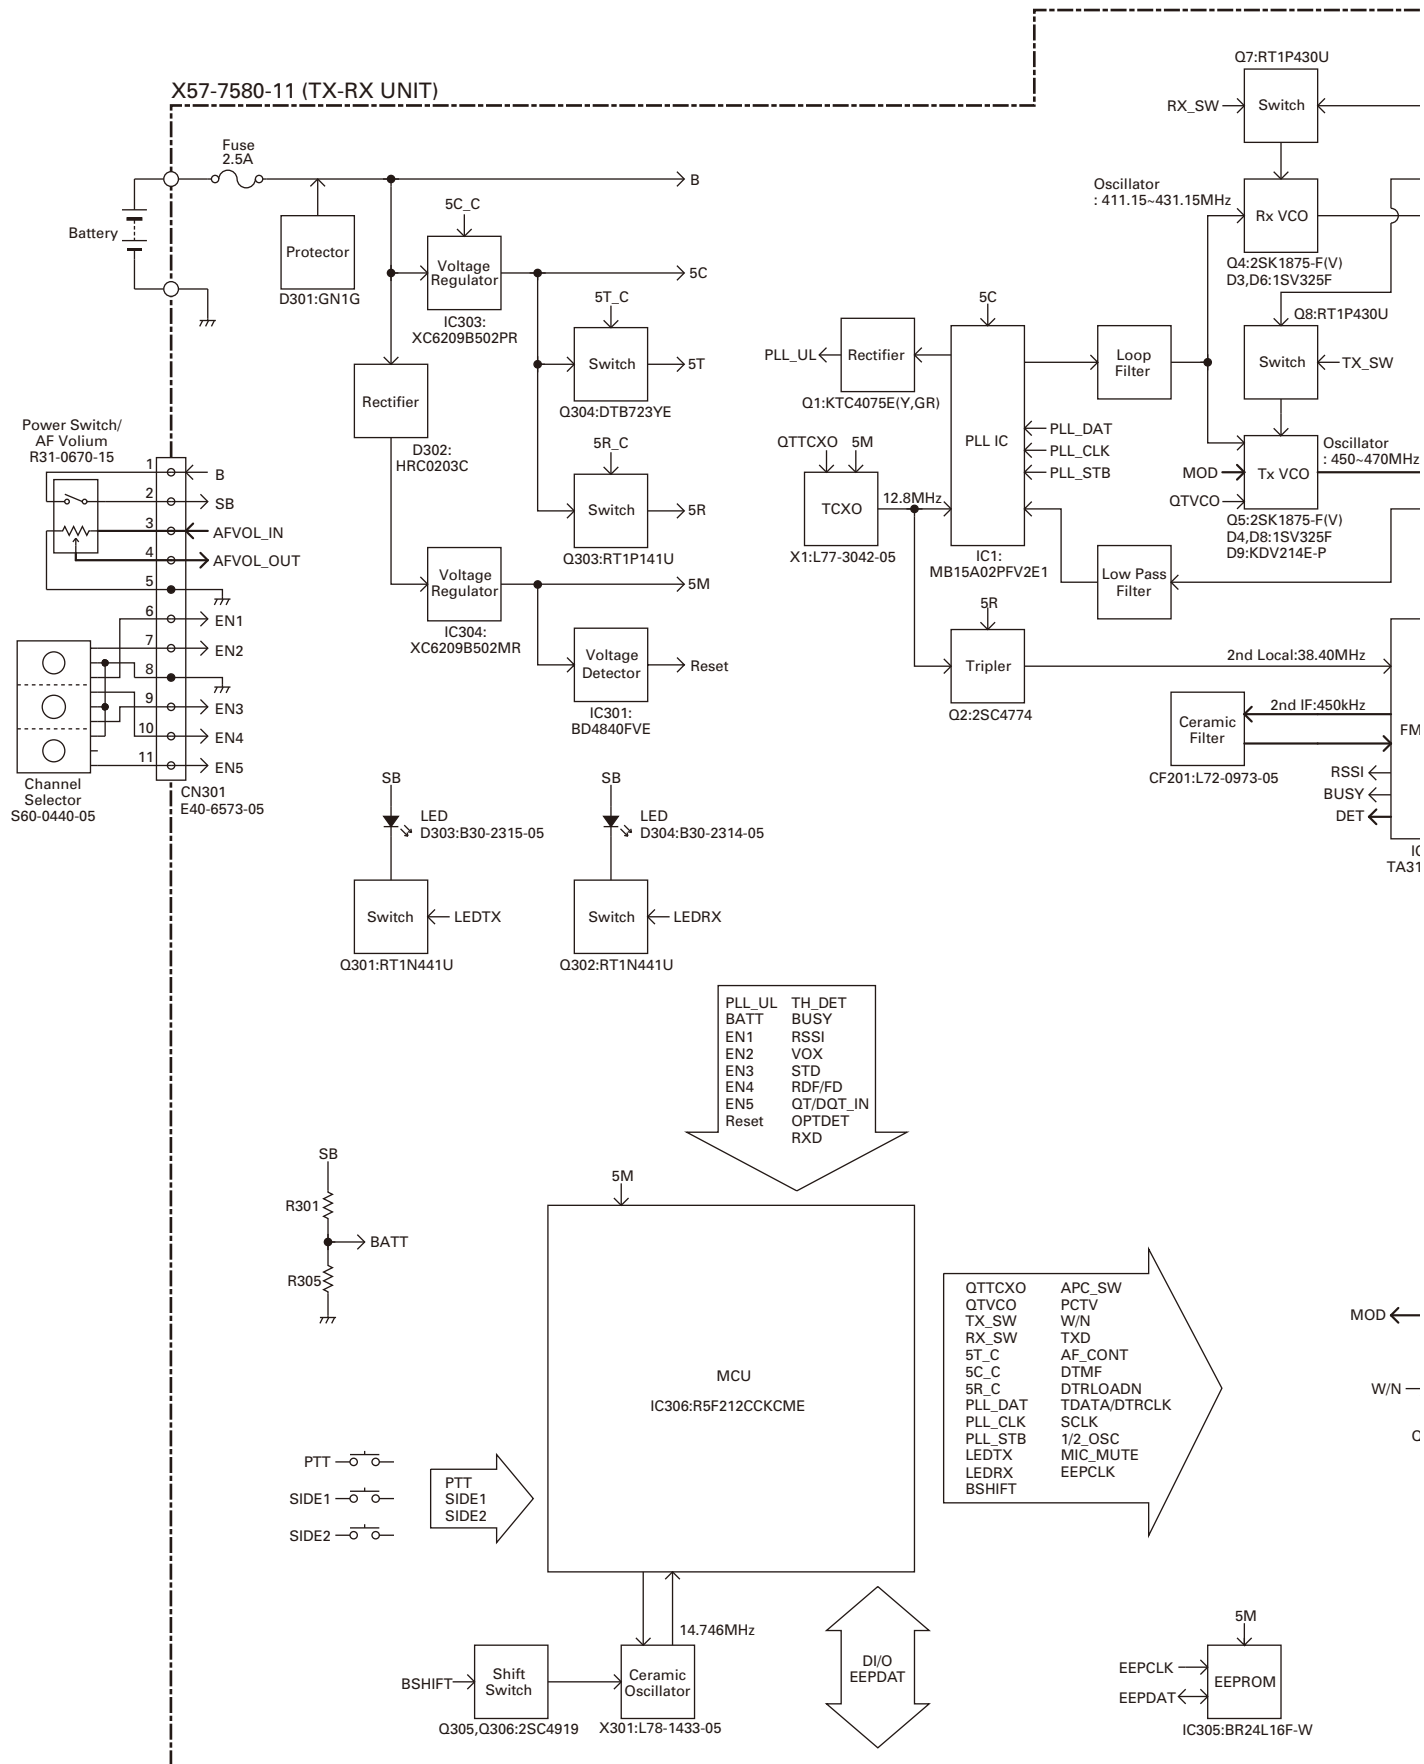 X57-7580-11 (TX-RX UNIT)
Fuse
2.5A
Battery
Protector
D301:GN1G
B
5C_C
Voltage
Regulator
IC303:
XC6209B502PR
5C
5T_C
Switch
5T
Q304:DTB723YE
Rectifier
D302:
HRC0203C
5R_C
Switch
5R
Q303:RT1P141U
Voltage
Regulator
IC304:
XC6209B502MR
5M
Voltage
Detector
Reset
IC301:
BD4840FVE
Power Switch/
AF Volium
R31-0670-15
1
B
2
SB
3
AFVOL_IN
4
AFVOL_OUT
5
6
EN1
7
EN2
8
9
EN3
10
EN4
11
EN5
Channel
Selector
S60-0440-05
CN301
E40-6573-05
SB
LED
D303:B30-2315-05
Switch
LEDTX
Q301:RT1N441U
SB
LED
D304:B30-2314-05
Switch
LEDRX
Q302:RT1N441U
Q7:RT1P430U
RX_SW
Switch
Oscillator
: 411.15~431.15MHz
Rx VCO
Q4:2SK1875-F(V)
D3,D6:1SV325F
Q8:RT1P430U
Switch
TX_SW
5C
PLL_UL
Rectifier
Q1:KTC4075E(Y,GR)
PLL IC
Loop
Filter
PLL_DAT
PLL_CLK
PLL_STB
QTTCXO
5M
TCXO
12.8MHz
X1:L77-3042-05
IC1:
MB15A02PFV2E1
Oscillator
: 450~470MHz
MOD
Tx VCO
QTVCO
Q5:2SK1875-F(V)
D4,D8:1SV325F
D9:KDV214E-P
Low Pass
Filter
5R
Tripler
Q2:2SC4774
2nd Local:38.40MHz
Ceramic
Filter
2nd IF:450kHz
CF201:L72-0973-05
FM
RSSI
BUSY
DET
IC
TA31
PLL_UL TH_DET
BATT BUSY
EN1 RSSI
EN2 VOX
EN3 STD
EN4 RDF/FD
EN5 QT/DQT_IN
Reset OPTDET
RXD
SB
R301
BATT
R305
5M
MCU
IC306:R5F212CCKCME
PTT
SIDE1
SIDE2
PTT
SIDE1
SIDE2
QTTCXO APC_SW
QTVCO PCTV
TX_SW W/N
RX_SW TXD
5T_C AF_CONT
5C_C DTMF
5R_C DTRLOADN
PLL_DAT TDATA/DTRCLK
PLL_CLK SCLK
PLL_STB 1/2_OSC
LEDTX MIC_MUTE
LEDRX EEPCLK
BSHIFT
MOD
W/N
Q
14.746MHz
BSHIFT
Shift
Switch
Ceramic
Oscillator
Q305,Q306:2SC4919
X301:L78-1433-05
DI/O
EEPDAT
5M
EEPCLK
EEPDAT
EEPROM
IC305:BR24L16F-W